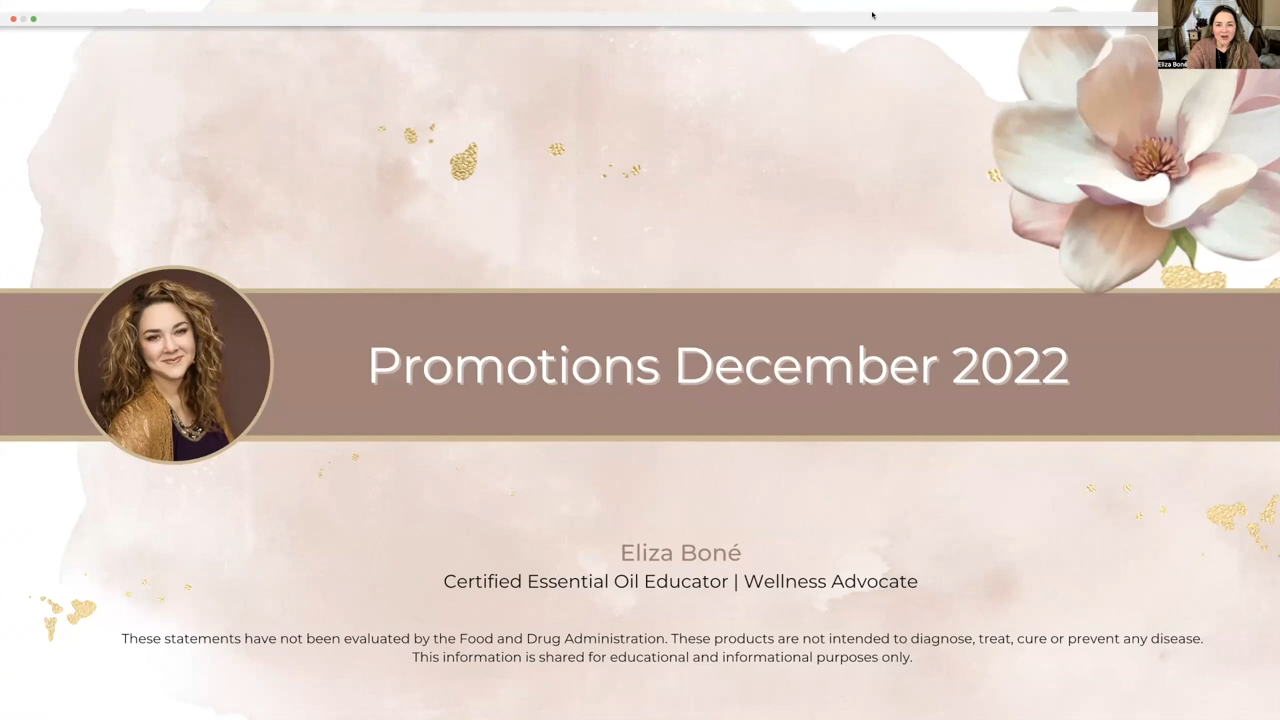 Eliza Boné
Promotions December 2022
Eliza Boné
Certified Essential Oil Educator | Wellness Advocate
These statements have not been evaluated by the Food and Drug Administration. These products are not intended to diagnose, treat, cure or prevent any disease.
This information is shared for educational and informational purposes only.